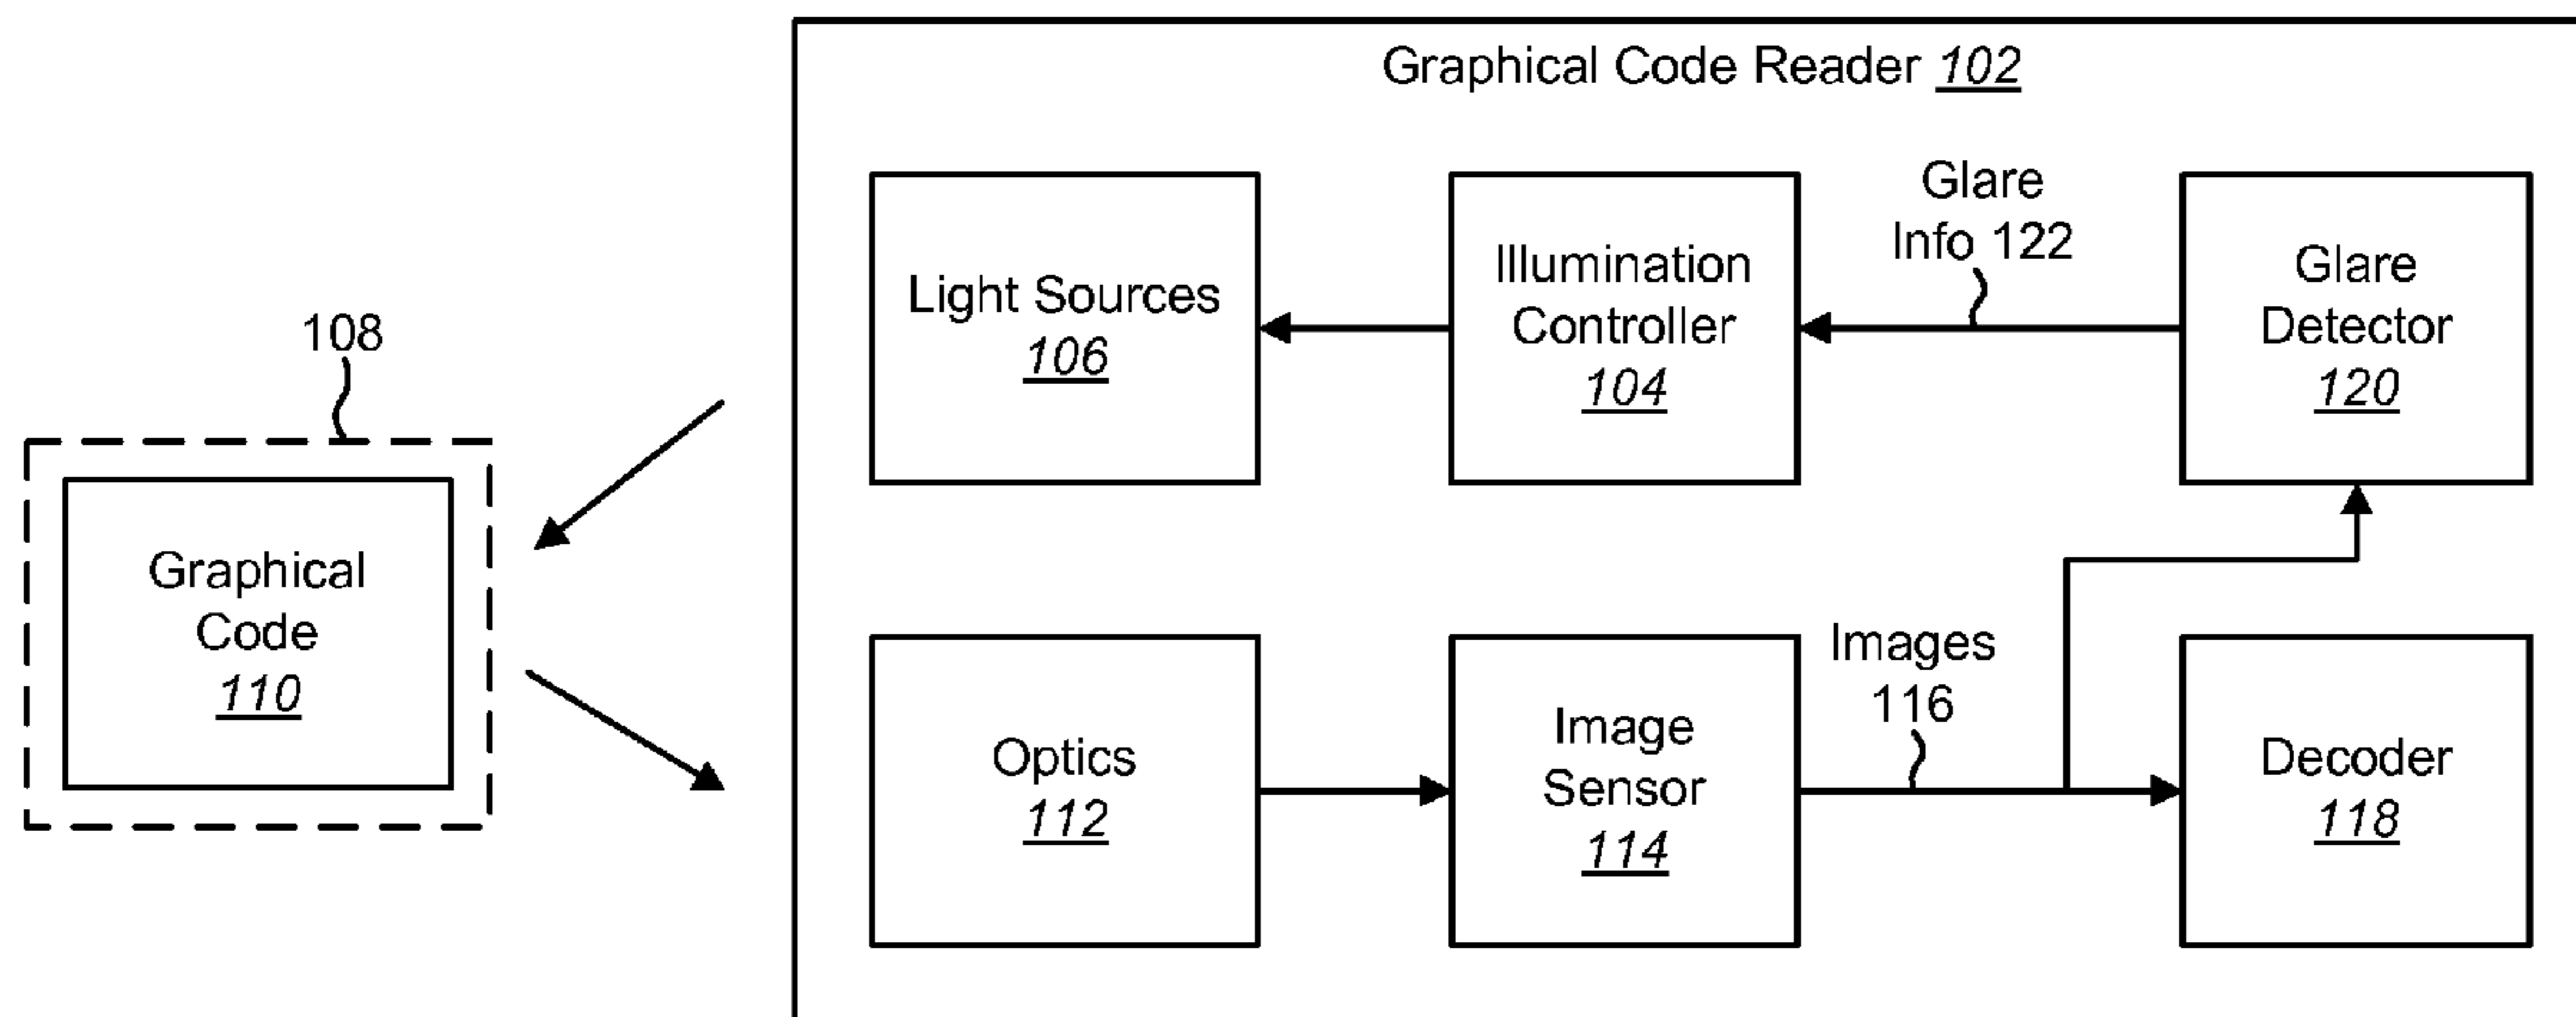 Graphical Code Reader 102
Light Sources
106
Illumination
Controller
104
Glare
Info 122
Glare
Detector
120
108
Graphical
Code
110
Optics
112
Image
Sensor
114
Images
116
Decoder
118